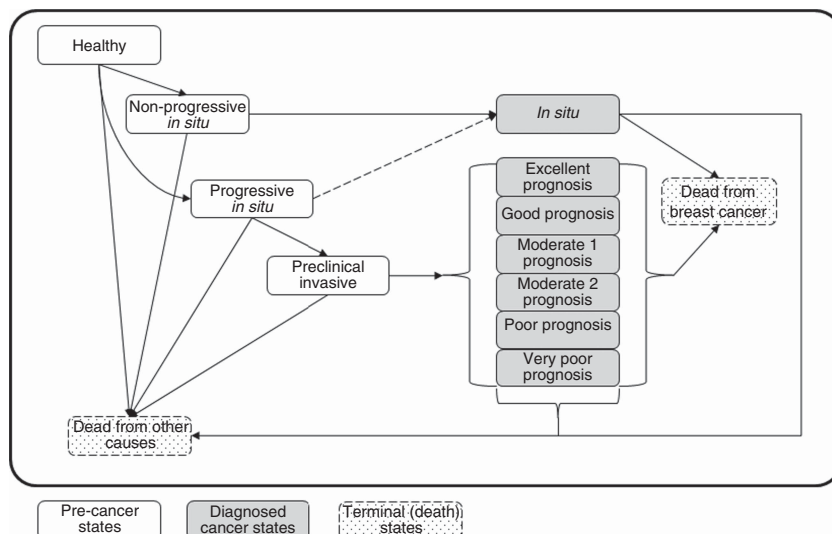 Healthy
Non-progressive
in situ
Progressive
in situ
Preclinical
invasive
In situ
Excellent
prognosis
Good prognosis
Moderate 1
prognosis
Moderate 2
prognosis
Poor prognosis
Very poor
prognosis
Dead from
breast cancer
Dead from other
causes
Pre-cancer
states
Diagnosed
cancer states
Terminal (death)
states